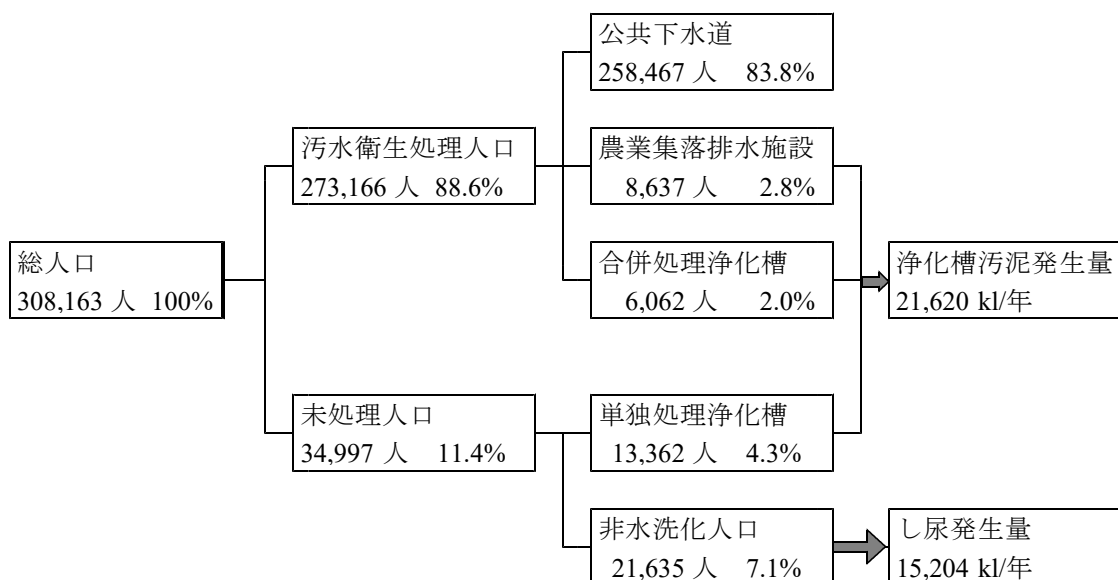 公共下水道
258,467 人 83.8%
汚水衛生処理人口
273,166 人 88.6%
農業集落排水施設
8,637 人 2.8%
総人口
308,163 人 100%
合併処理浄化槽
6,062 人 2.0%
浄化槽汚泥発生量
21,620 kl/年
未処理人口
34,997 人 11.4%
単独処理浄化槽
13,362 人 4.3%
非水洗化人口
21,635 人 7.1%
し尿発生量
15,204 kl/年